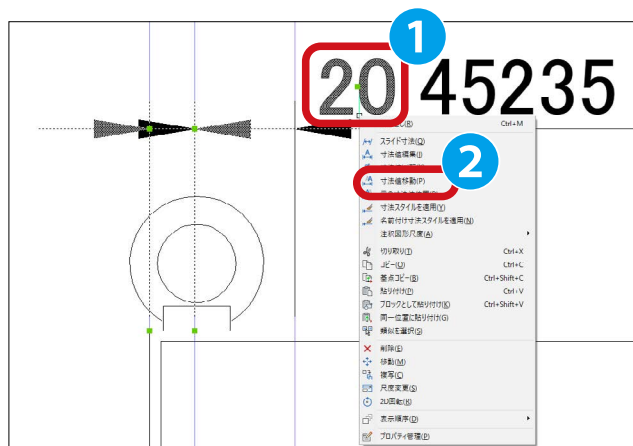 1
20 45235
Ctrl+M
スライド寸法(Q)
寸法値編集(I)
2
寸法値移動(P)
寸法スタイルを適用(Y)
名前付け寸法スタイルを適用(N)
注釈図形尺度(A)
切り取り(T) Ctrl+X
コピー(U) Ctrl+C
基点コピー(B) Ctrl+Shift+C
貼り付け(P) Ctrl+V
ブロックとして貼り付け(K) Ctrl+Shift+V
同一位置に貼り付け(G)
類似を選択(S)
削除(E)
移動(M)
複写(C)
尺度変更(S)
2D回転(R)
表示順序(D)
プロパティ管理(P)